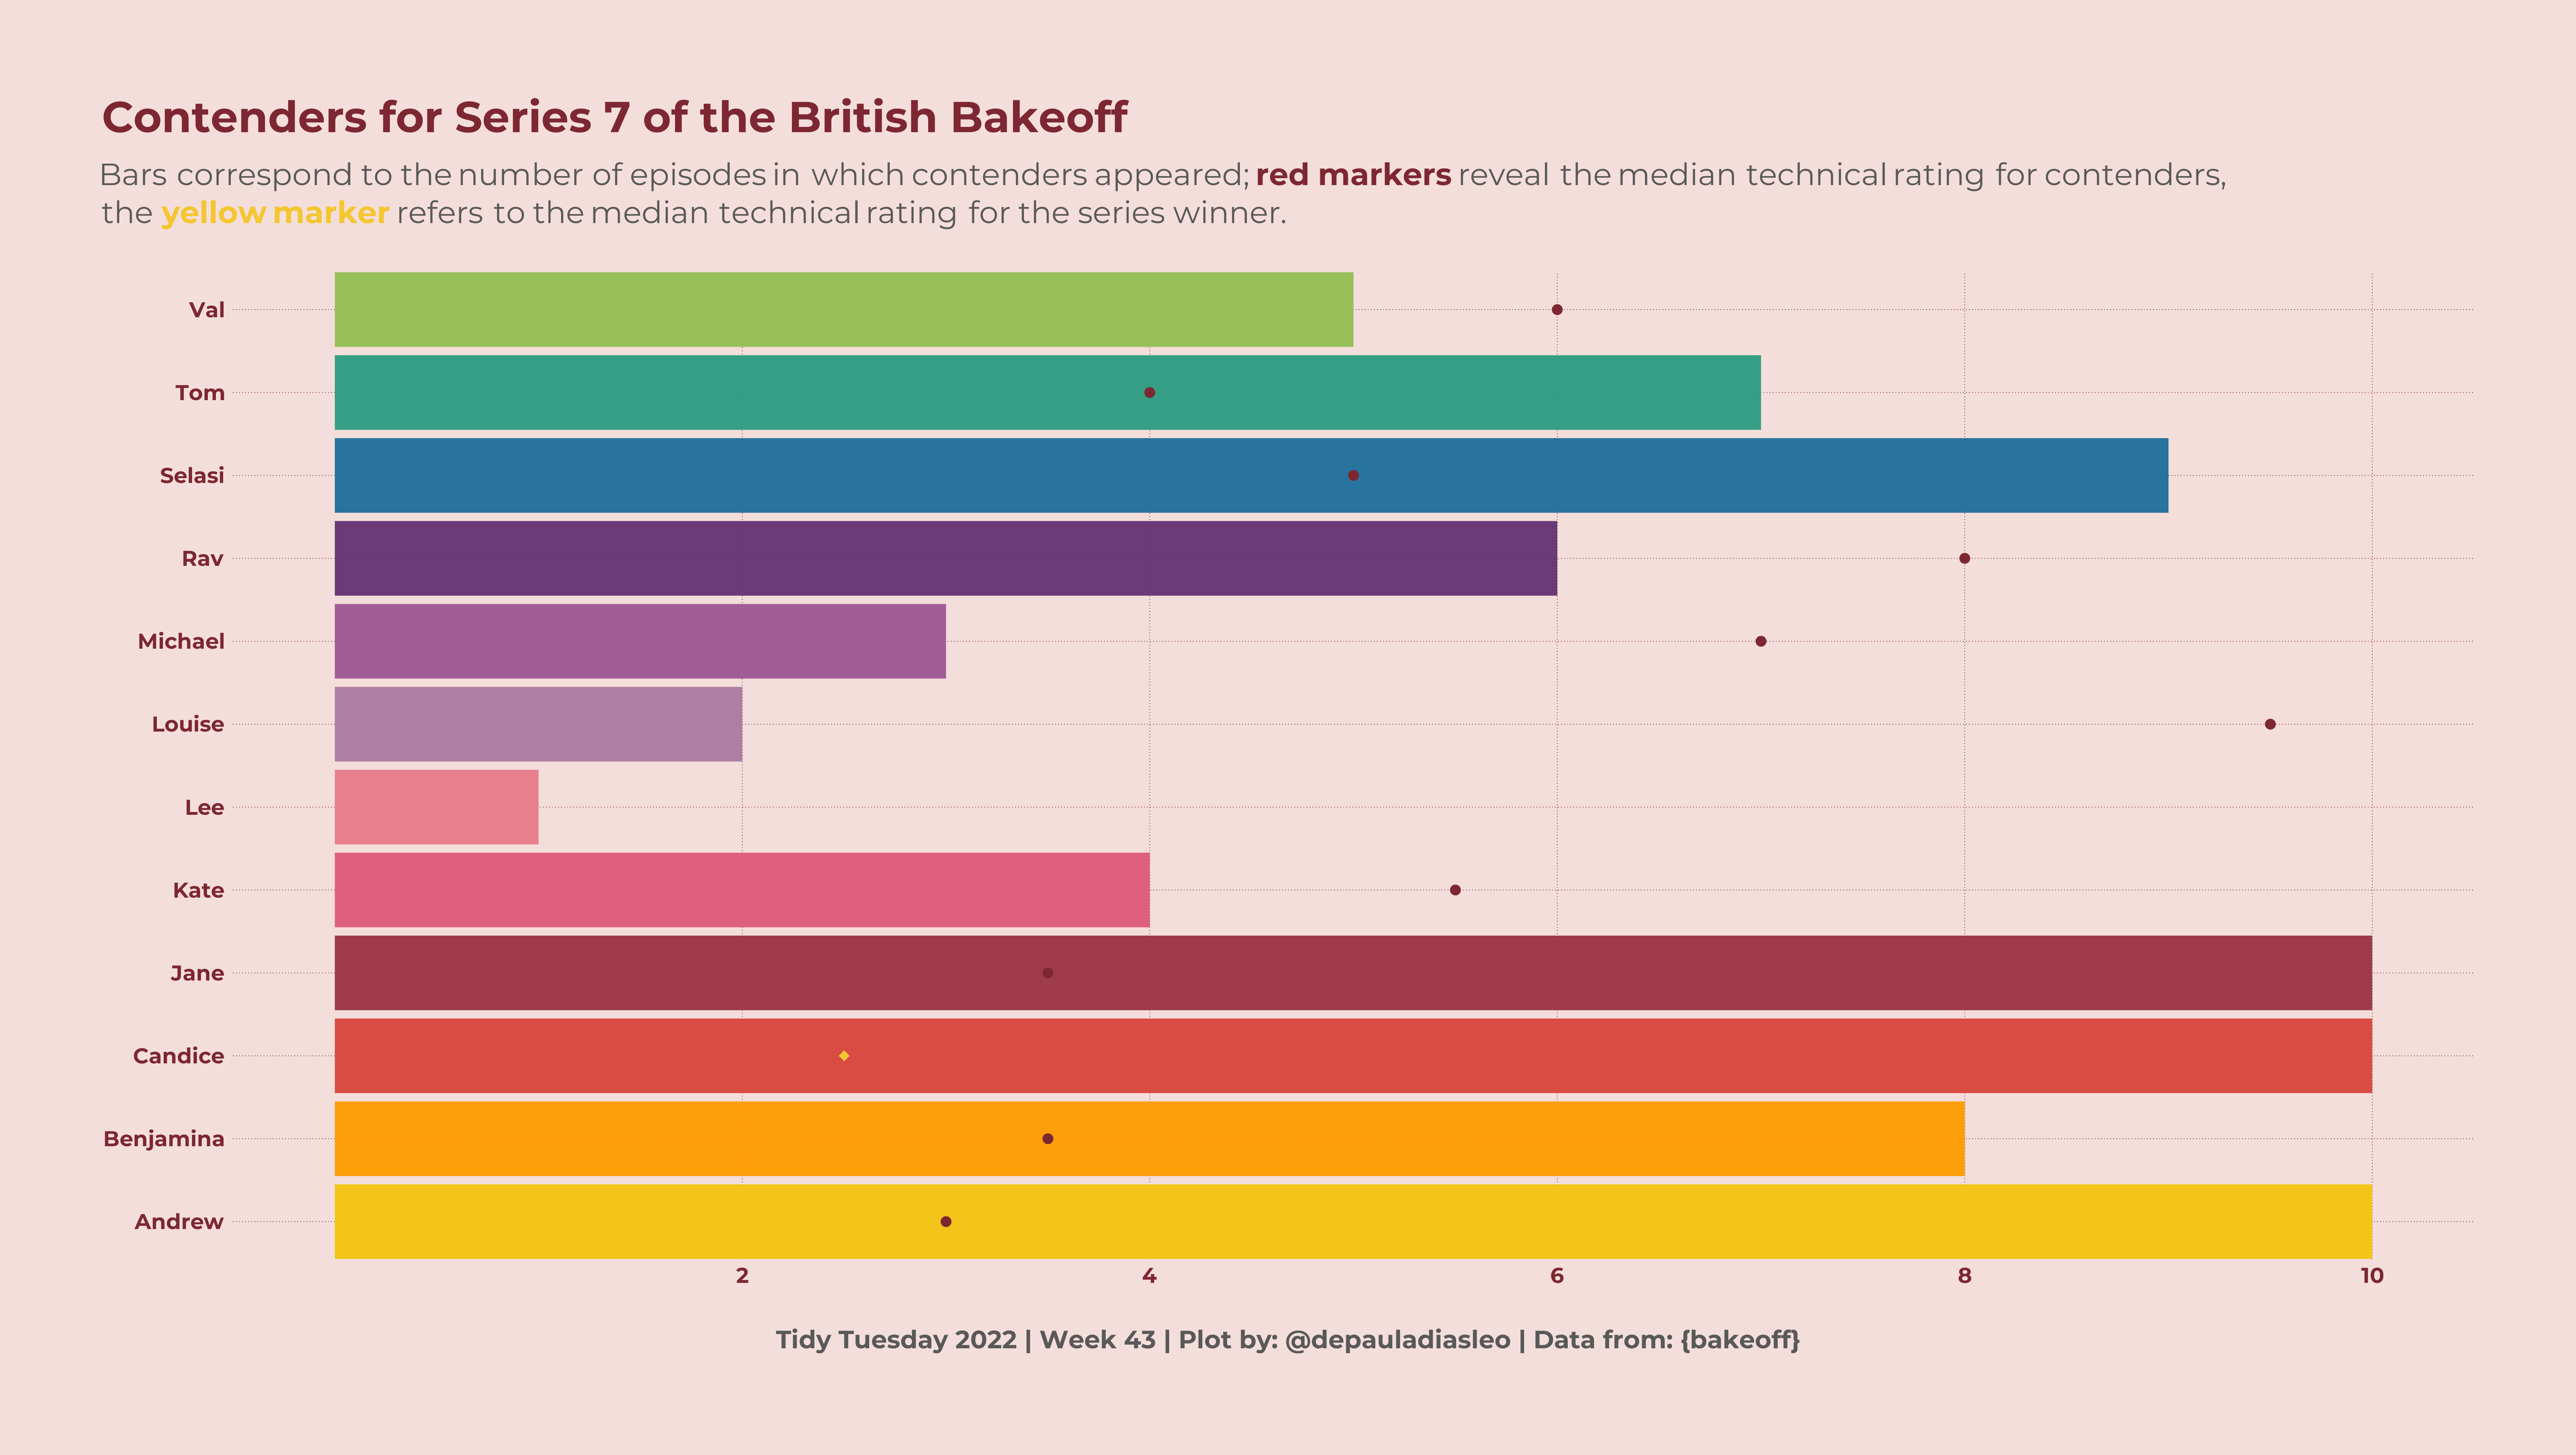 Contenders for Series 7 of the British Bakeoff
Bars correspond to the number of episodes in which contenders appeared; red markers reveal the median technical rating for contenders,
the yellow marker refers to the median technical rating for the series winner.
Val
Tom
Selasi
Rav
Michael
Louise
Lee
Kate
Jane
Candice
Benjamina
Andrew
2 4 6 8 10
Tidy Tuesday 2022 | Week 43 | Plot by: @depauladiasleo | Data from: {bakeoff}